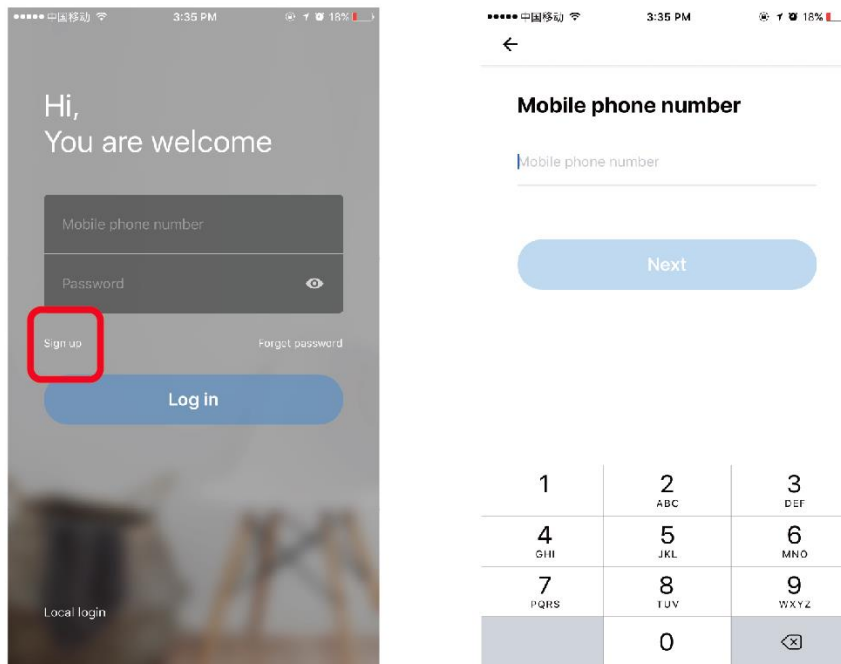 中国移动 3:35 PM 18%
Hi,
You are welcome
Mobile phone number
Password
Sign up Forget password
Log in
Local login
中国移动 3:35 PM 18%
Mobile phone number
Mobile phone number
Next
1 2 3
ABC DEF
4 5 6
GHI JKL MNO
7 8 9
PQRS TUV WXYZ
0